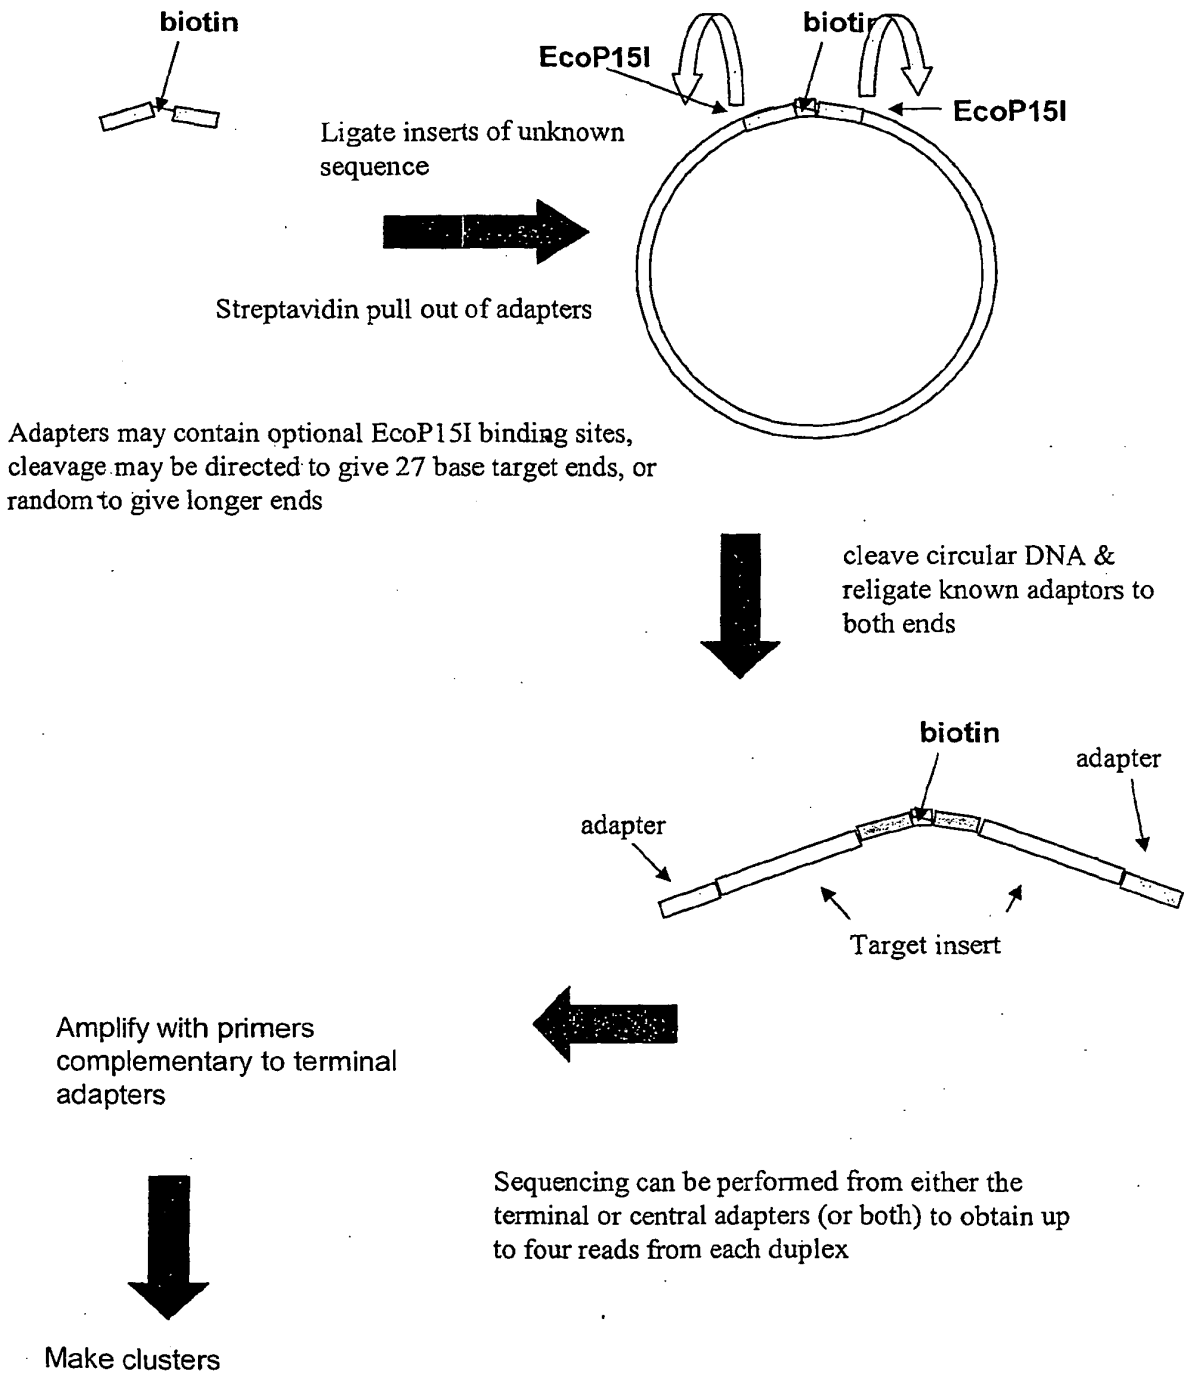 biotin
EcoP15I
biotin
EcoP15I
Ligate inserts of unknown
sequence
Streptavidin pull out of adapters
Adapters may contain optional EcoP15I binding sites,
cleavage may be directed to give 27 base target ends, or
random to give longer ends
cleave circular DNA &
religate known adaptors to
both ends
biotin
adapter
adapter
Target insert
Amplify with primers
complementary to terminal
adapters
Sequencing can be performed from either the
terminal or central adapters (or both) to obtain up
to four reads from each duplex
Make clusters